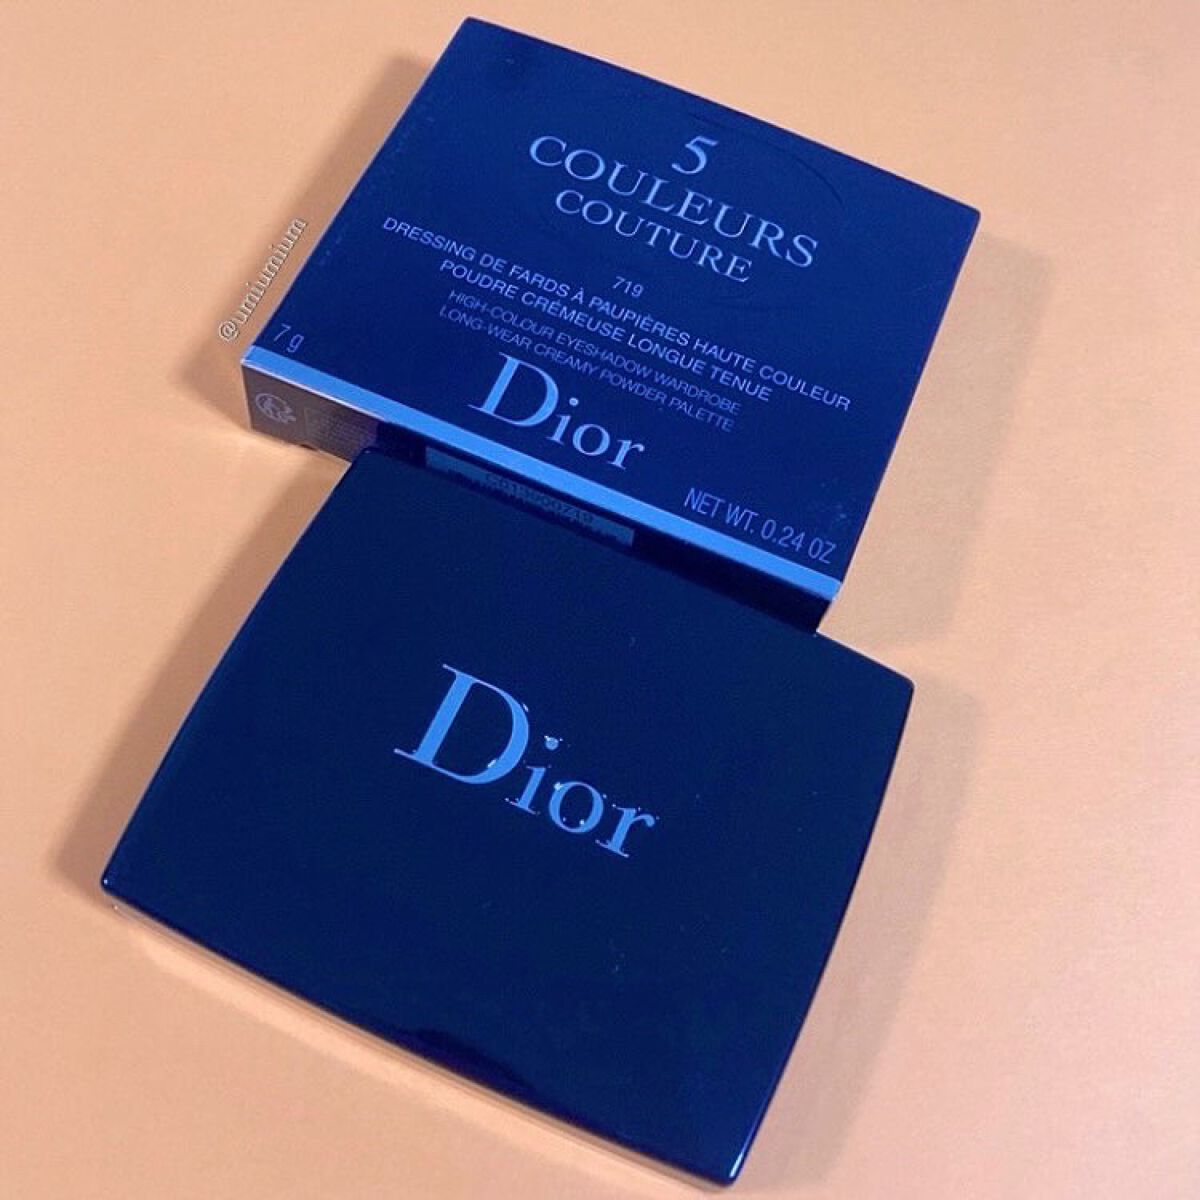 5
COULEURS
COUTURE
719
DRESSING DE FARDS À PAUPIÈRES HAUTE COULEUR
POUDRE CRÉMEUSE LONGUE TENUE
HIGH-COLOUR EYESHADOW WARDROBE
LONG-WEAR CREAMY POWDER PALETTE
Dior
7 g
NET WT. 0.24 OZ
Dior
@umiumium